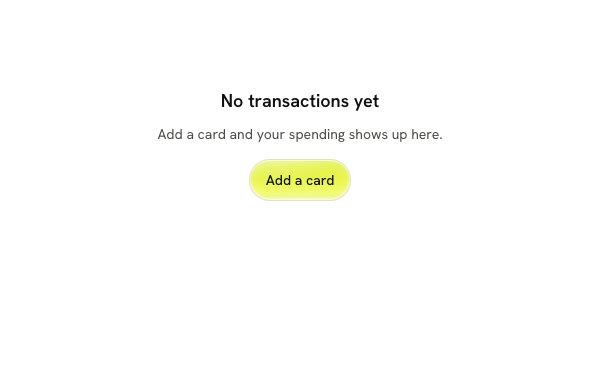 No transactions yet
Add a card and your spending shows up here.
Add a card